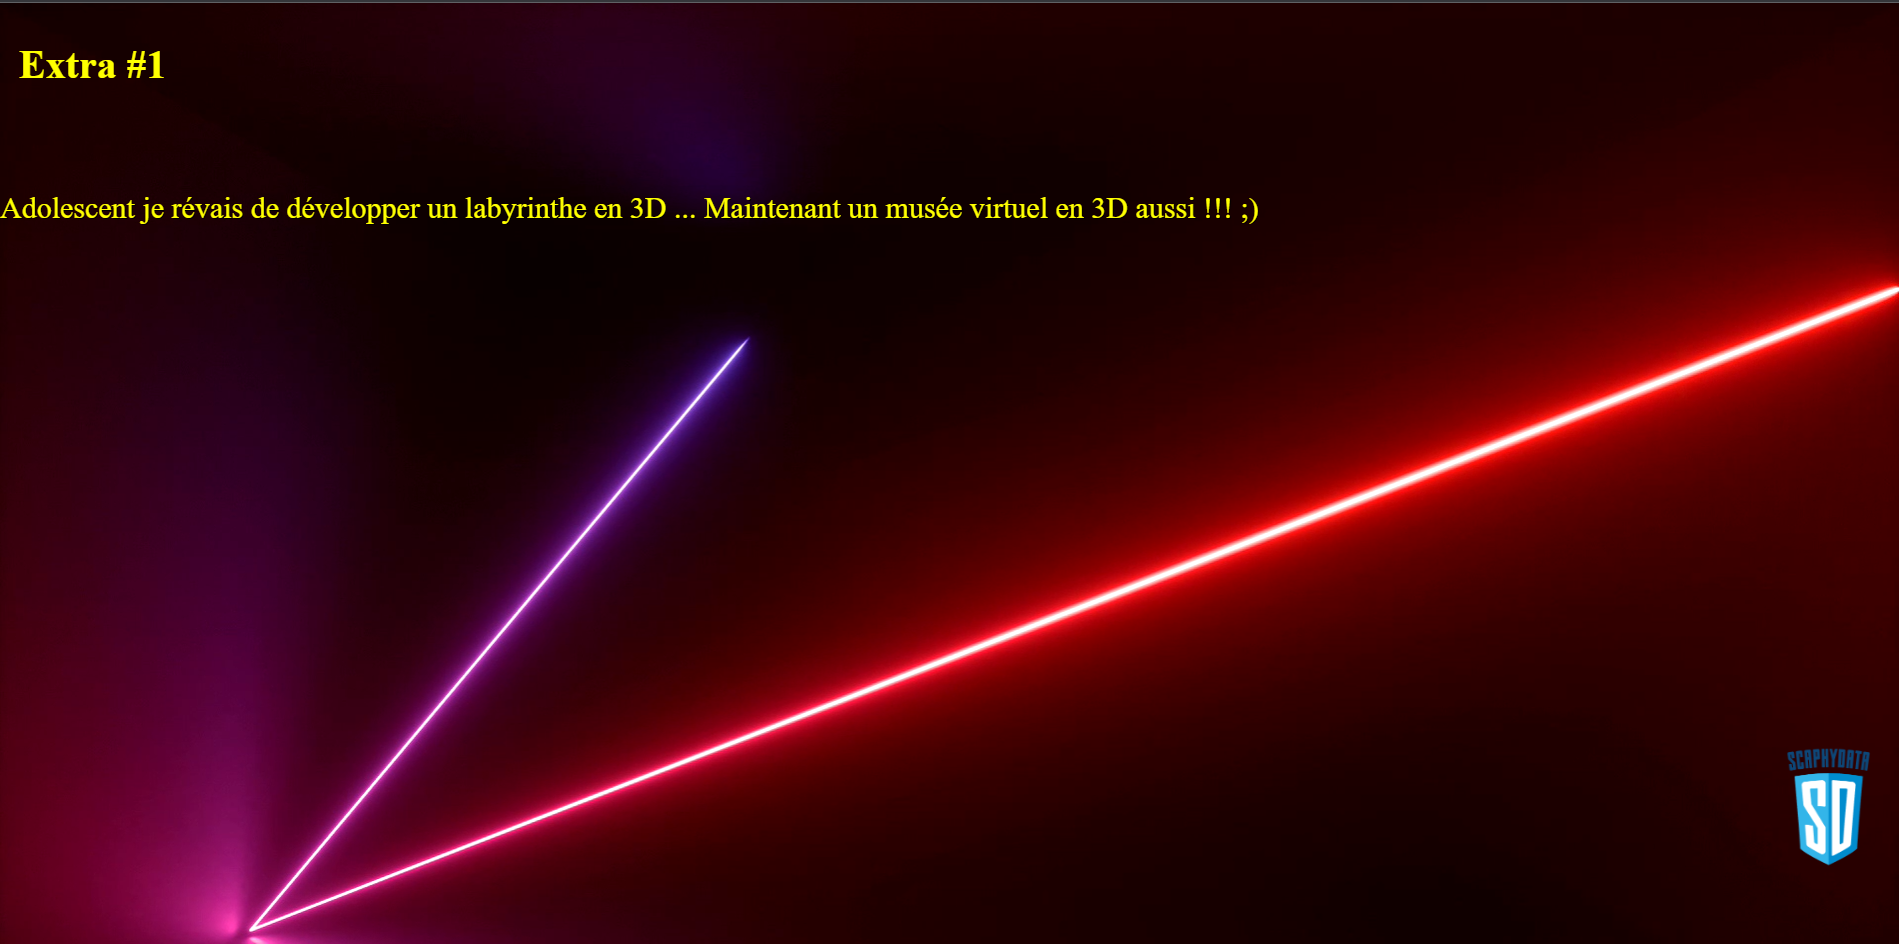 Extra #1
Adolescent je révais de développer un labyrinthe en 3D ... Maintenant un musée virtuel en 3D aussi !!! ;)
SCAPHYDATA
SD